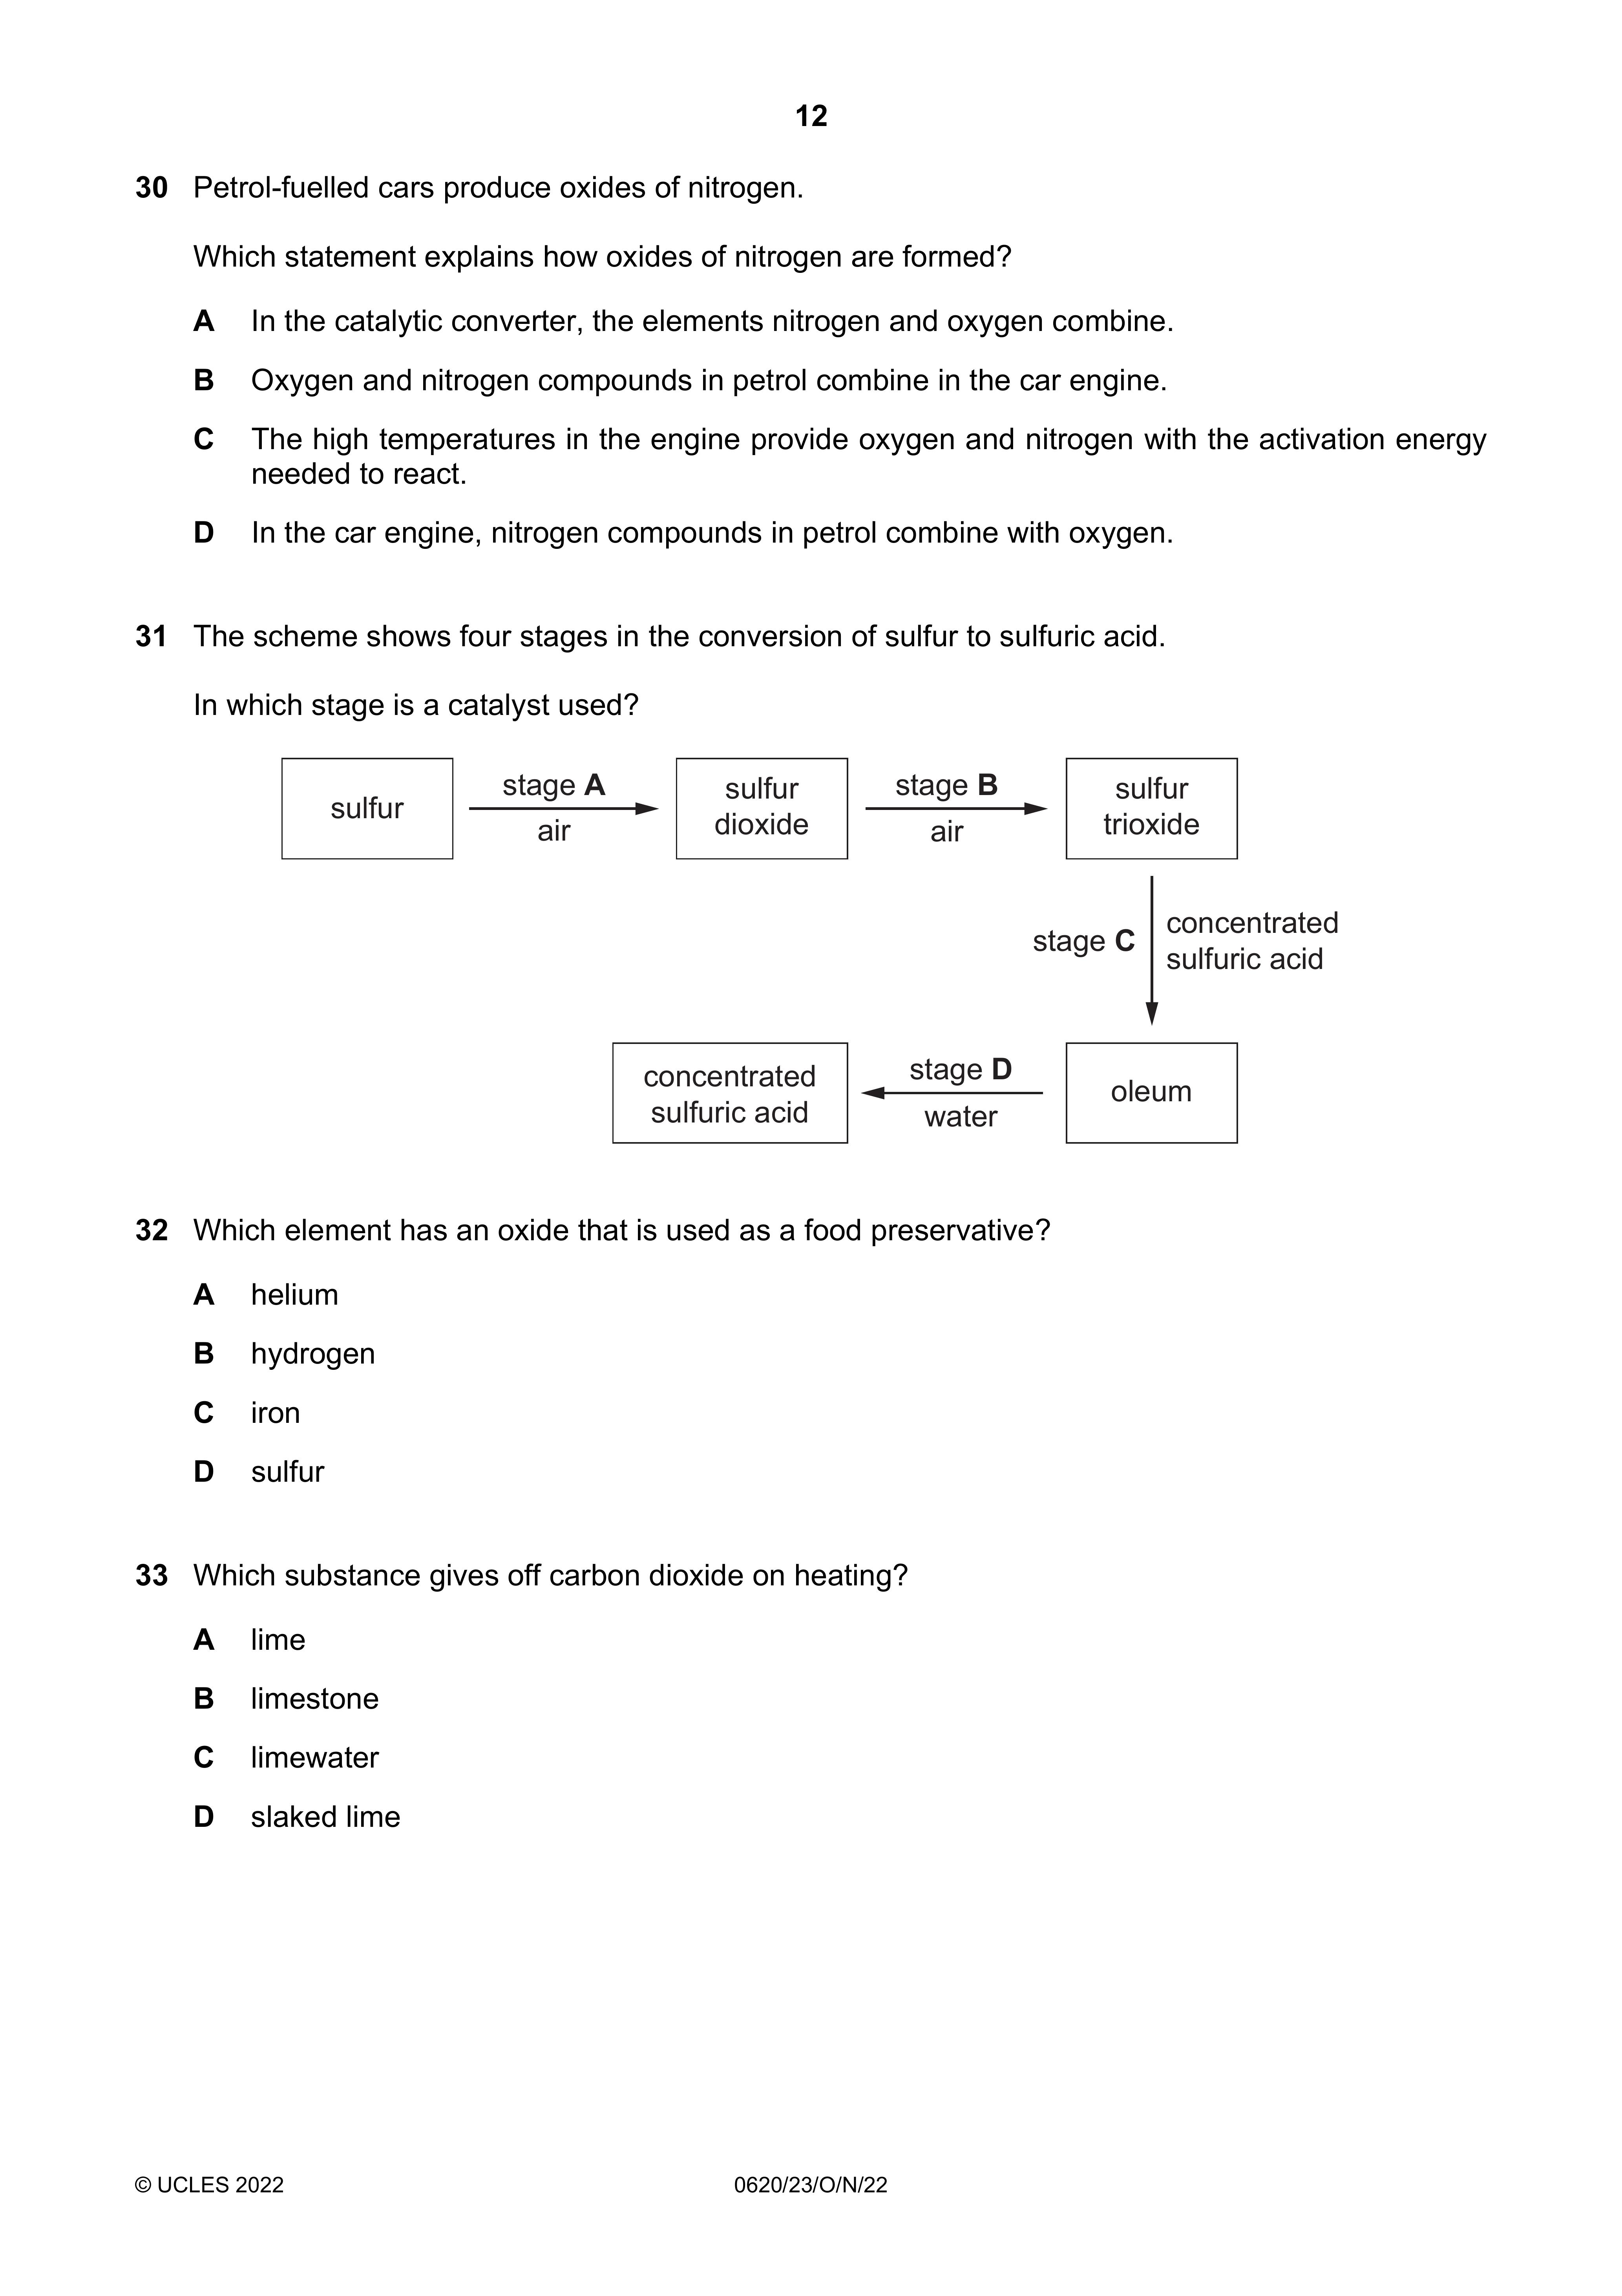 12
30 Petrol-fuelled cars produce oxides of nitrogen.
Which statement explains how oxides of nitrogen are formed?
A In the catalytic converter, the elements nitrogen and oxygen combine.
B Oxygen and nitrogen compounds in petrol combine in the car engine.
C The high temperatures in the engine provide oxygen and nitrogen with the activation energy
needed to react.
D In the car engine, nitrogen compounds in petrol combine with oxygen.
31 The scheme shows four stages in the conversion of sulfur to sulfuric acid.
In which stage is a catalyst used?
sulfur
stage A
air
sulfur
dioxide
stage B
air
sulfur
trioxide
stage C
concentrated
sulfuric acid
oleum
stage D
water
concentrated
sulfuric acid
32 Which element has an oxide that is used as a food preservative?
A helium
B hydrogen
C iron
D sulfur
33 Which substance gives off carbon dioxide on heating?
A lime
B limestone
C limewater
D slaked lime
© UCLES 2022
0620/23/O/N/22